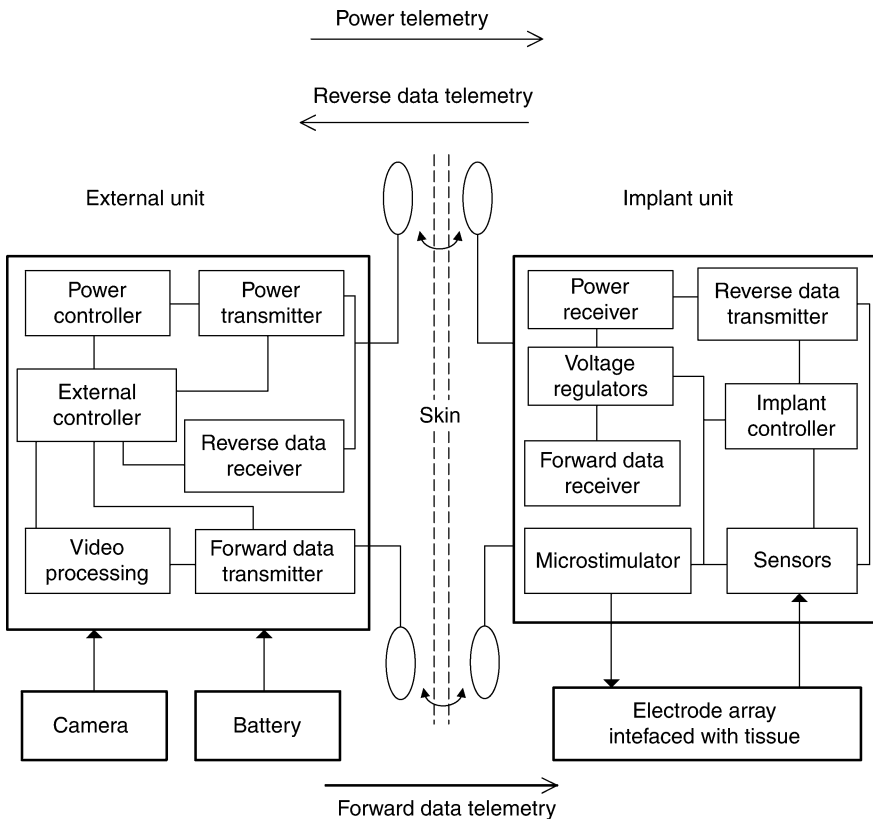 Power telemetry
Reverse data telemetry
External unit
Implant unit
Power
controller
Power
transmitter
External
controller
Reverse data
receiver
Video
processing
Forward data
transmitter
Skin
Power
receiver
Reverse data
transmitter
Voltage
regulators
Implant
controller
Forward data
receiver
Microstimulator
Sensors
Camera
Battery
Electrode array
intefaced with tissue
Forward data telemetry